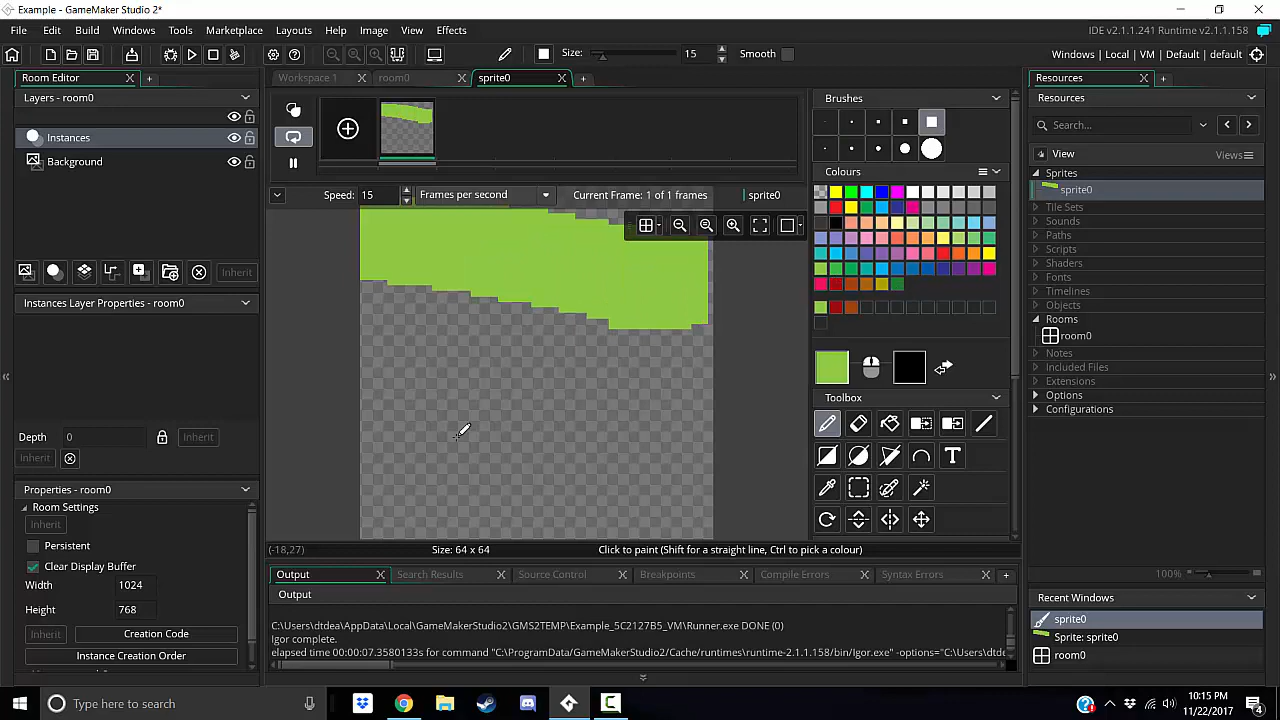 Example - GameMaker Studio 2*
File Edit Build Windows Tools Marketplace Layouts Help Image View Effects
IDE v2.1.1.241 Runtime v2.1.1.158
Size: 15 Smooth
Windows | Local | VM | Default | default
Room Editor
Workspace 1 room0 sprite0
Resources
Layers - room0
Brushes
Resources
Instances
Search...
Background
View Views
Colours
Sprites
sprite0
Speed: 15 Frames per second Current Frame: 1 of 1 frames sprite0
Tile Sets
Sounds
Paths
Scripts
Shaders
Inherit
Fonts
Timelines
Instances Layer Properties - room0
Objects
Rooms
room0
Notes
Included Files
Extensions
Toolbox
Options
Configurations
Depth 0 Inherit
Inherit
Properties - room0
Room Settings
Inherit
Persistent
(-18,27) Size: 64 x 64 Click to paint (Shift for a straight line, Ctrl to pick a colour)
Clear Display Buffer
Output Search Results Source Control Breakpoints Compile Errors Syntax Errors
100%
Width 1024
Output
Recent Windows
Height 768
sprite0
C:\Users\dtdea\AppData\Local\GameMakerStudio2\GMS2TEMP\Example_5C2127B5_VM\Runner.exe DONE (0)
Inherit Creation Code
Sprite: sprite0
Igor complete.
elapsed time 00:00:07.3580133s for command "C:\ProgramData/GameMakerStudio2/Cache/runtimes\runtime-2.1.1.158/bin/Igor.exe" -options="C:\Users\dtde
Instance Creation Order
room0
Type here to search
10:15 PM
11/22/2017
4